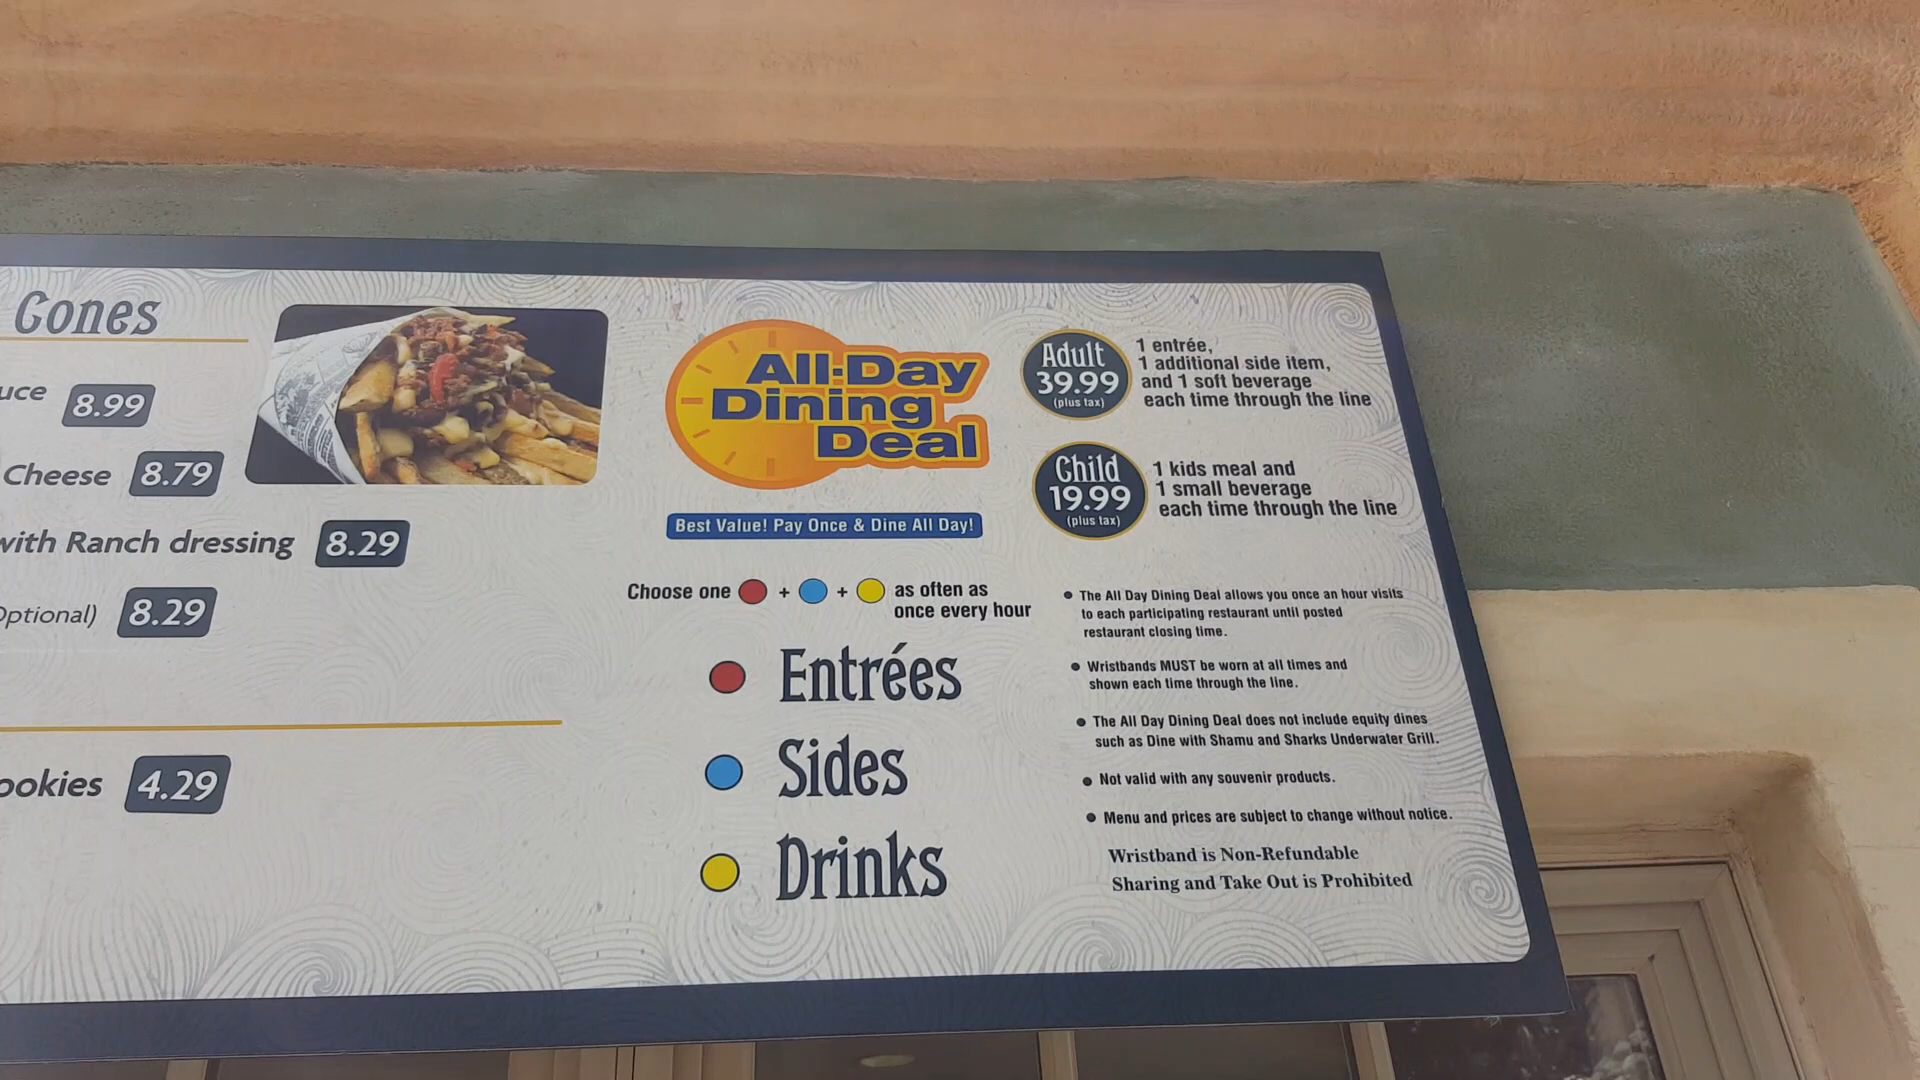 Cones
8.99
Cheese 8.79
with Ranch dressing 8.29
8.29
4.29
All-Day
Dining
Deal
Best Value! Pay Once & Dine All Day!
Choose one + + as often as
once every hour
Entrées
Sides
Drinks
Adult
39.99
(plus tax)
1 entrée,
1 additional side item,
and 1 soft beverage
each time through the line
Child
19.99
(plus tax)
1 kids meal and
1 small beverage
each time through the line
• The All Day Dining Deal allows you once an hour visits
to each participating restaurant until posted
restaurant closing time.
• Wristbands MUST be worn at all times and
shown each time through the line.
• The All Day Dining Deal does not include equity dines
such as Dine with Shamu and Sharks Underwater Grill.
• Not valid with any souvenir products.
• Menu and prices are subject to change without notice.
Wristband is Non-Refundable
Sharing and Take Out is Prohibited